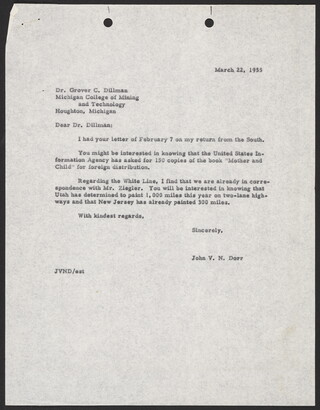 March 22, 1955
Dr. Grover C. Dillman
Michigan College of Mining
and Technology
Houghton, Michigan
Dear Dr. Dillman:
I had your letter of February 7 on my return from the South.
You might be interested in knowing that the United States In-
formation Agency has asked for 150 copies of the book "Mother and
Child" for foreign distribution.
Regarding the White Line, I find that we are already in corre-
spondence with Mr. Ziegler. You will be interested in knowing that
Utah has determined to paint 1,000 miles this year on two-lane high-
ways and that New Jersey has already painted 300 miles.
With kindest regards,
Sincerely,
John V. N. Dorr
JVND/est